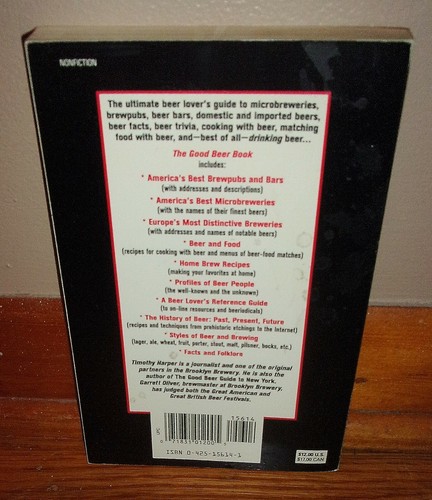 NONFICTION
The ultimate beer lover's guide to microbreweries,
brewpubs, beer bars, domestic and imported beers,
beer facts, beer trivia, cooking with beer, matching
food with beer, and—best of all—drinking beer...
The Good Beer Book
includes:
* America's Best Brewpubs and Bars
(with addresses and descriptions)
* America's Best Microbreweries
(with the names of their finest beers)
* Europe's Most Distinctive Breweries
(with addresses and names of notable beers)
* Beer and Food
(recipes for cooking with beer and menus of beer-food matches)
* Home Brew Recipes
(making your favorites at home)
* Profiles of Beer People
(the well-known and the unknown)
* A Beer Lover's Reference Guide
(to on-line resources and beeriodicals)
* The History of Beer: Past, Present, Future
(recipes and techniques from prehistoric etchings to the Internet)
* Styles of Beer and Brewing
(lager, ale, wheat, fruit, porter, stout, malt, pilsner, bocks, etc.)
* Facts and Folklore
Timothy Harper is a journalist and one of the original
partners in the Brooklyn Brewery. He is also the
author of The Good Beer Guide to New York.
Garrett Oliver, brewmaster at Brooklyn Brewery,
has judged both the Great American and
Great British Beer Festivals.
15614
UPC
0 71831 01200 5
ISBN 0-425-15614-1
$12.00 U.S.
$17.00 CAN